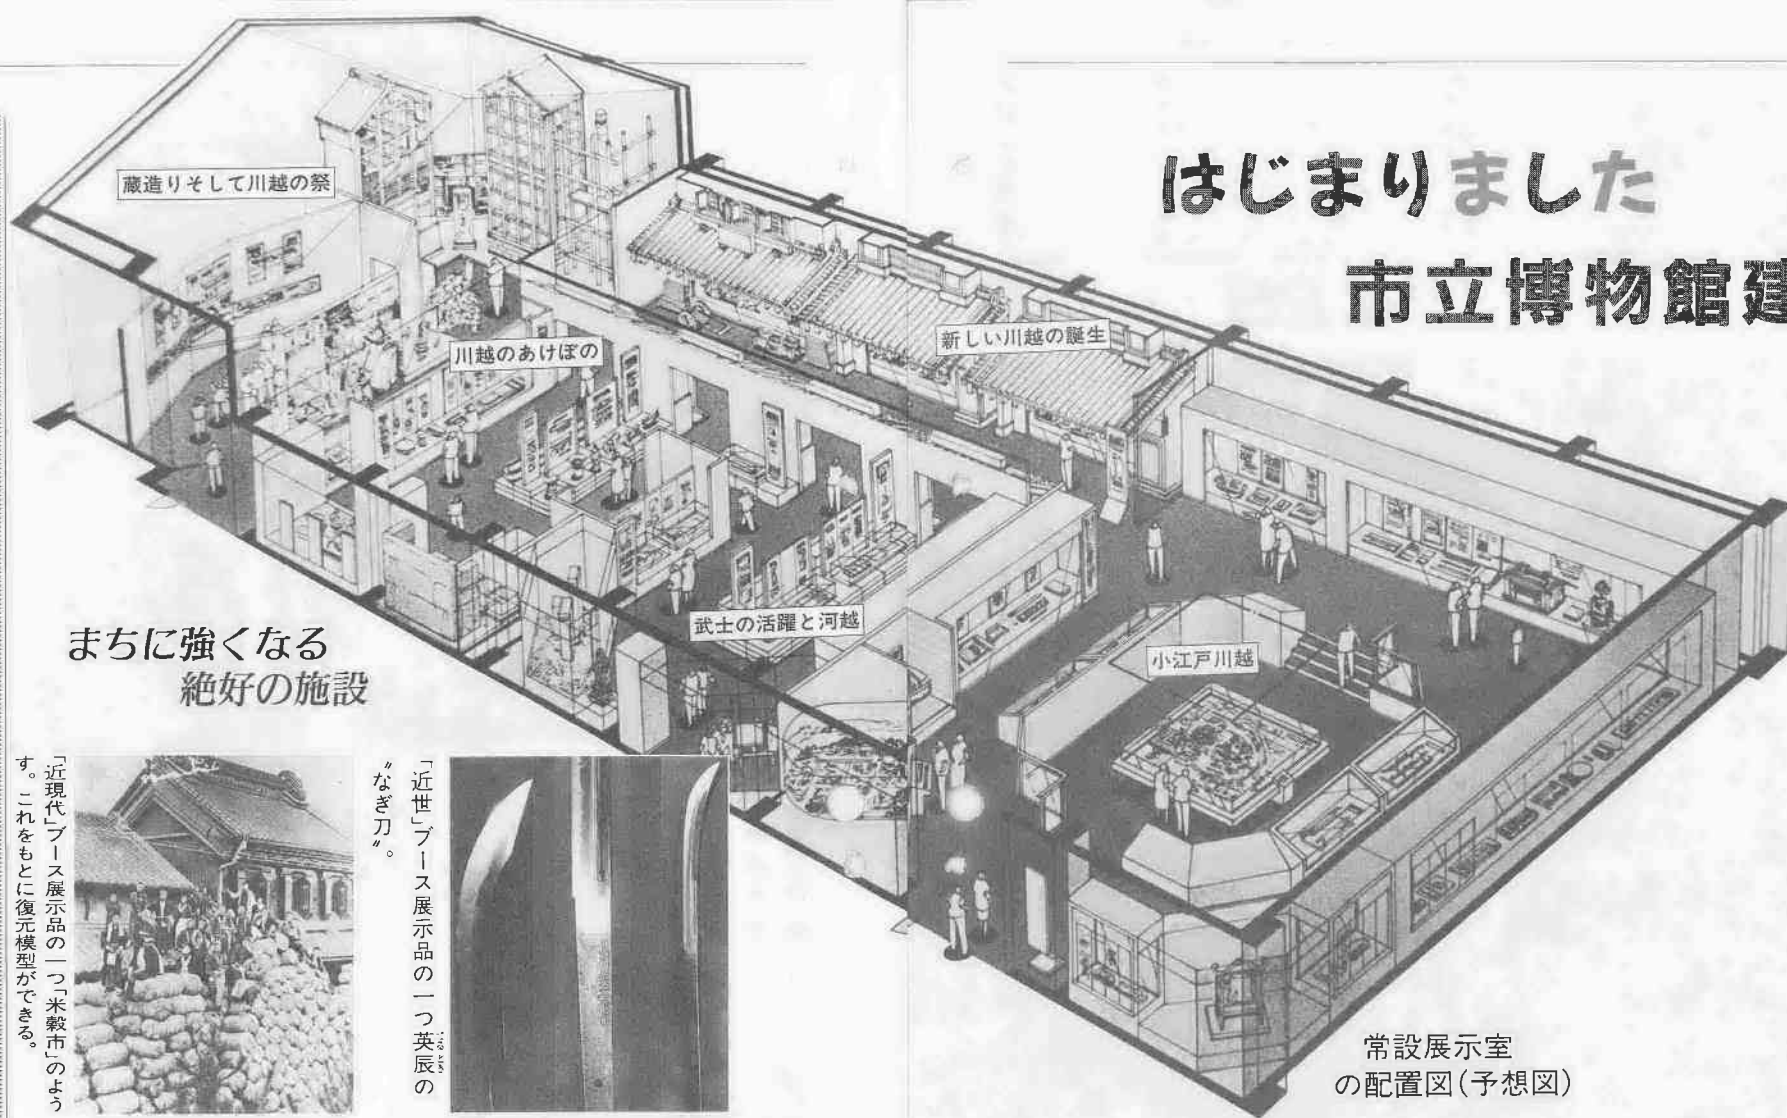 はじまりました
市立博物館建
蔵造りそして川越の祭
川越のあけぼの
新しい川越の誕生
武士の活躍と河越
小江戸川越
まちに強くなる
絶好の施設
「近世」ブース展示品の一つ英辰の
〝なぎ刀〟。
「近現代」ブース展示品の一つ「米穀市」のよう
す。これをもとに復元模型ができる。
常設展示室
の配置図(予想図)